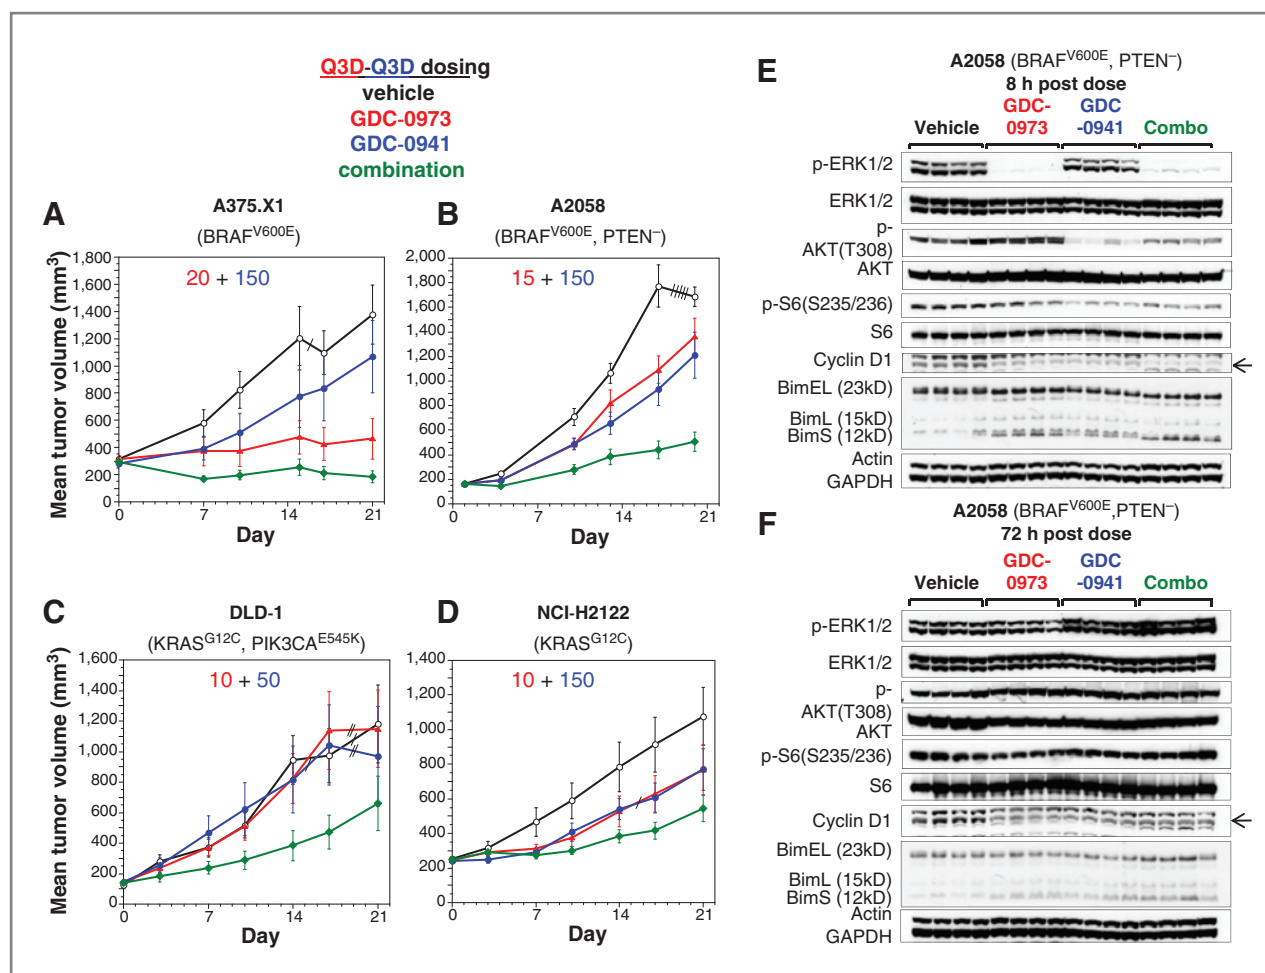 Q3D-Q3D dosing
vehicle
GDC-0973
GDC-0941
combination
A
A375.X1
(BRAFV600E)
20 + 150
Mean tumor volume (mm3)
1,800
1,600
1,400
1,200
1,000
800
600
400
200
0
0
7
14
21
Day
B
A2058
(BRAFV600E, PTEN–)
15 + 150
2,000
1,800
1,600
1,400
1,200
1,000
800
600
400
200
0
0
7
14
21
Day
C
DLD-1
(KRASG12C, PIK3CAE545K)
10 + 50
Mean tumor volume (mm3)
1,600
1,400
1,200
1,000
800
600
400
200
0
0
7
14
21
Day
D
NCI-H2122
(KRASG12C)
10 + 150
1,400
1,200
1,000
800
600
400
200
0
0
7
14
21
Day
E
A2058 (BRAFV600E, PTEN–)
8 h post dose
Vehicle
GDC-
0973
GDC
-0941
Combo
p-ERK1/2
ERK1/2
p-
AKT(T308)
AKT
p-S6(S235/236)
S6
Cyclin D1
BimEL (23kD)
BimL (15kD)
BimS (12kD)
Actin
GAPDH
F
A2058 (BRAFV600E,PTEN–)
72 h post dose
Vehicle
GDC-
0973
GDC
-0941
Combo
p-ERK1/2
ERK1/2
p-
AKT(T308)
AKT
p-S6(S235/236)
S6
Cyclin D1
BimEL (23kD)
BimL (15kD)
BimS (12kD)
Actin
GAPDH